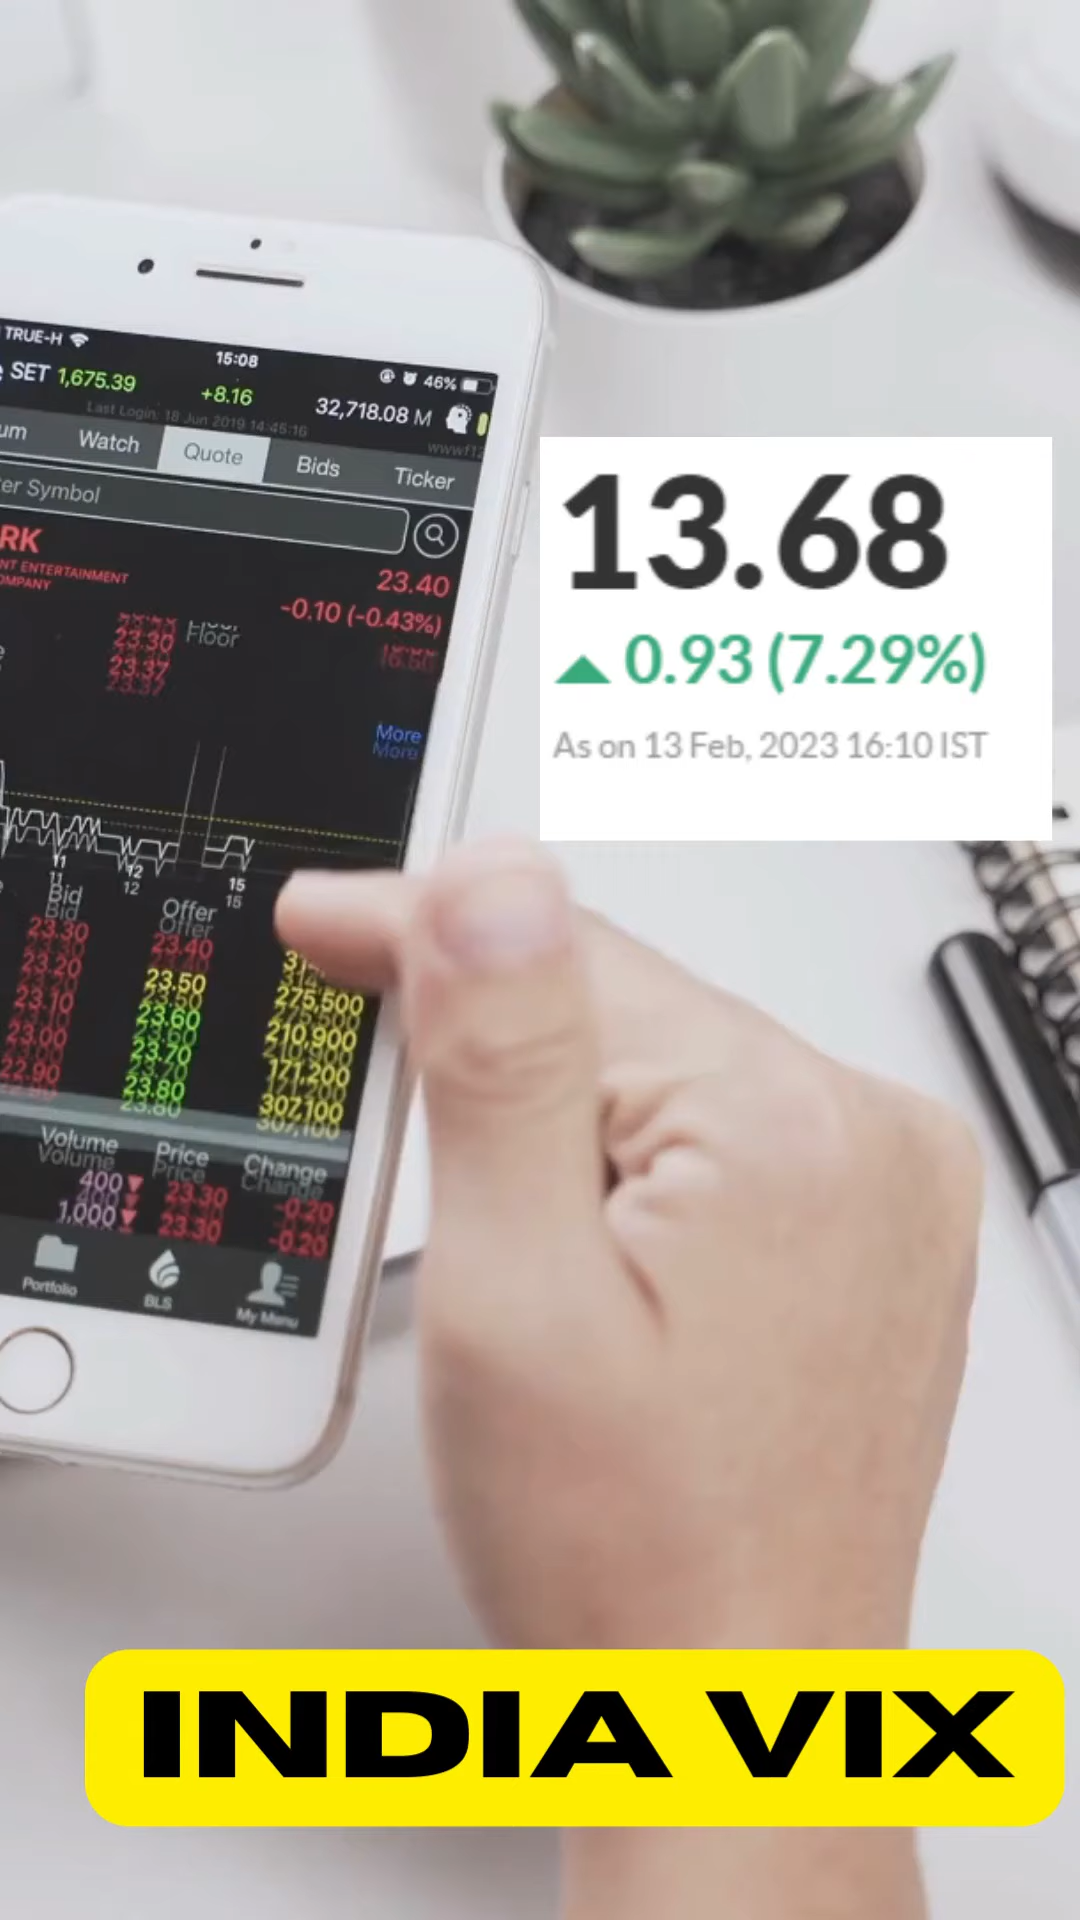 TRUE-H
15:08
46%
SET 1,675.39
+8.16
32,718.08 M
Last Login: 18 Jun 2019 14:45:16
um
Watch
Quote
Bids
Ticker
er Symbol
RK
NT ENTERTAINMENT
OMPANY
23.40
-0.10 (-0.43%)
23.30
Floor
23.37
More
13.68
▲ 0.93 (7.29%)
As on 13 Feb, 2023 16:10 IST
11
12
15
Bid
Offer
23.30
23.40
23.20
23.50
275,500
23.10
23.60
210,900
23.00
23.70
171,200
22.90
23.80
307,100
Volume
Price
Change
400▼
23.30
-0.20
1,000▼
23.30
-0.20
Portfolio
BLS
My Menu
INDIA VIX